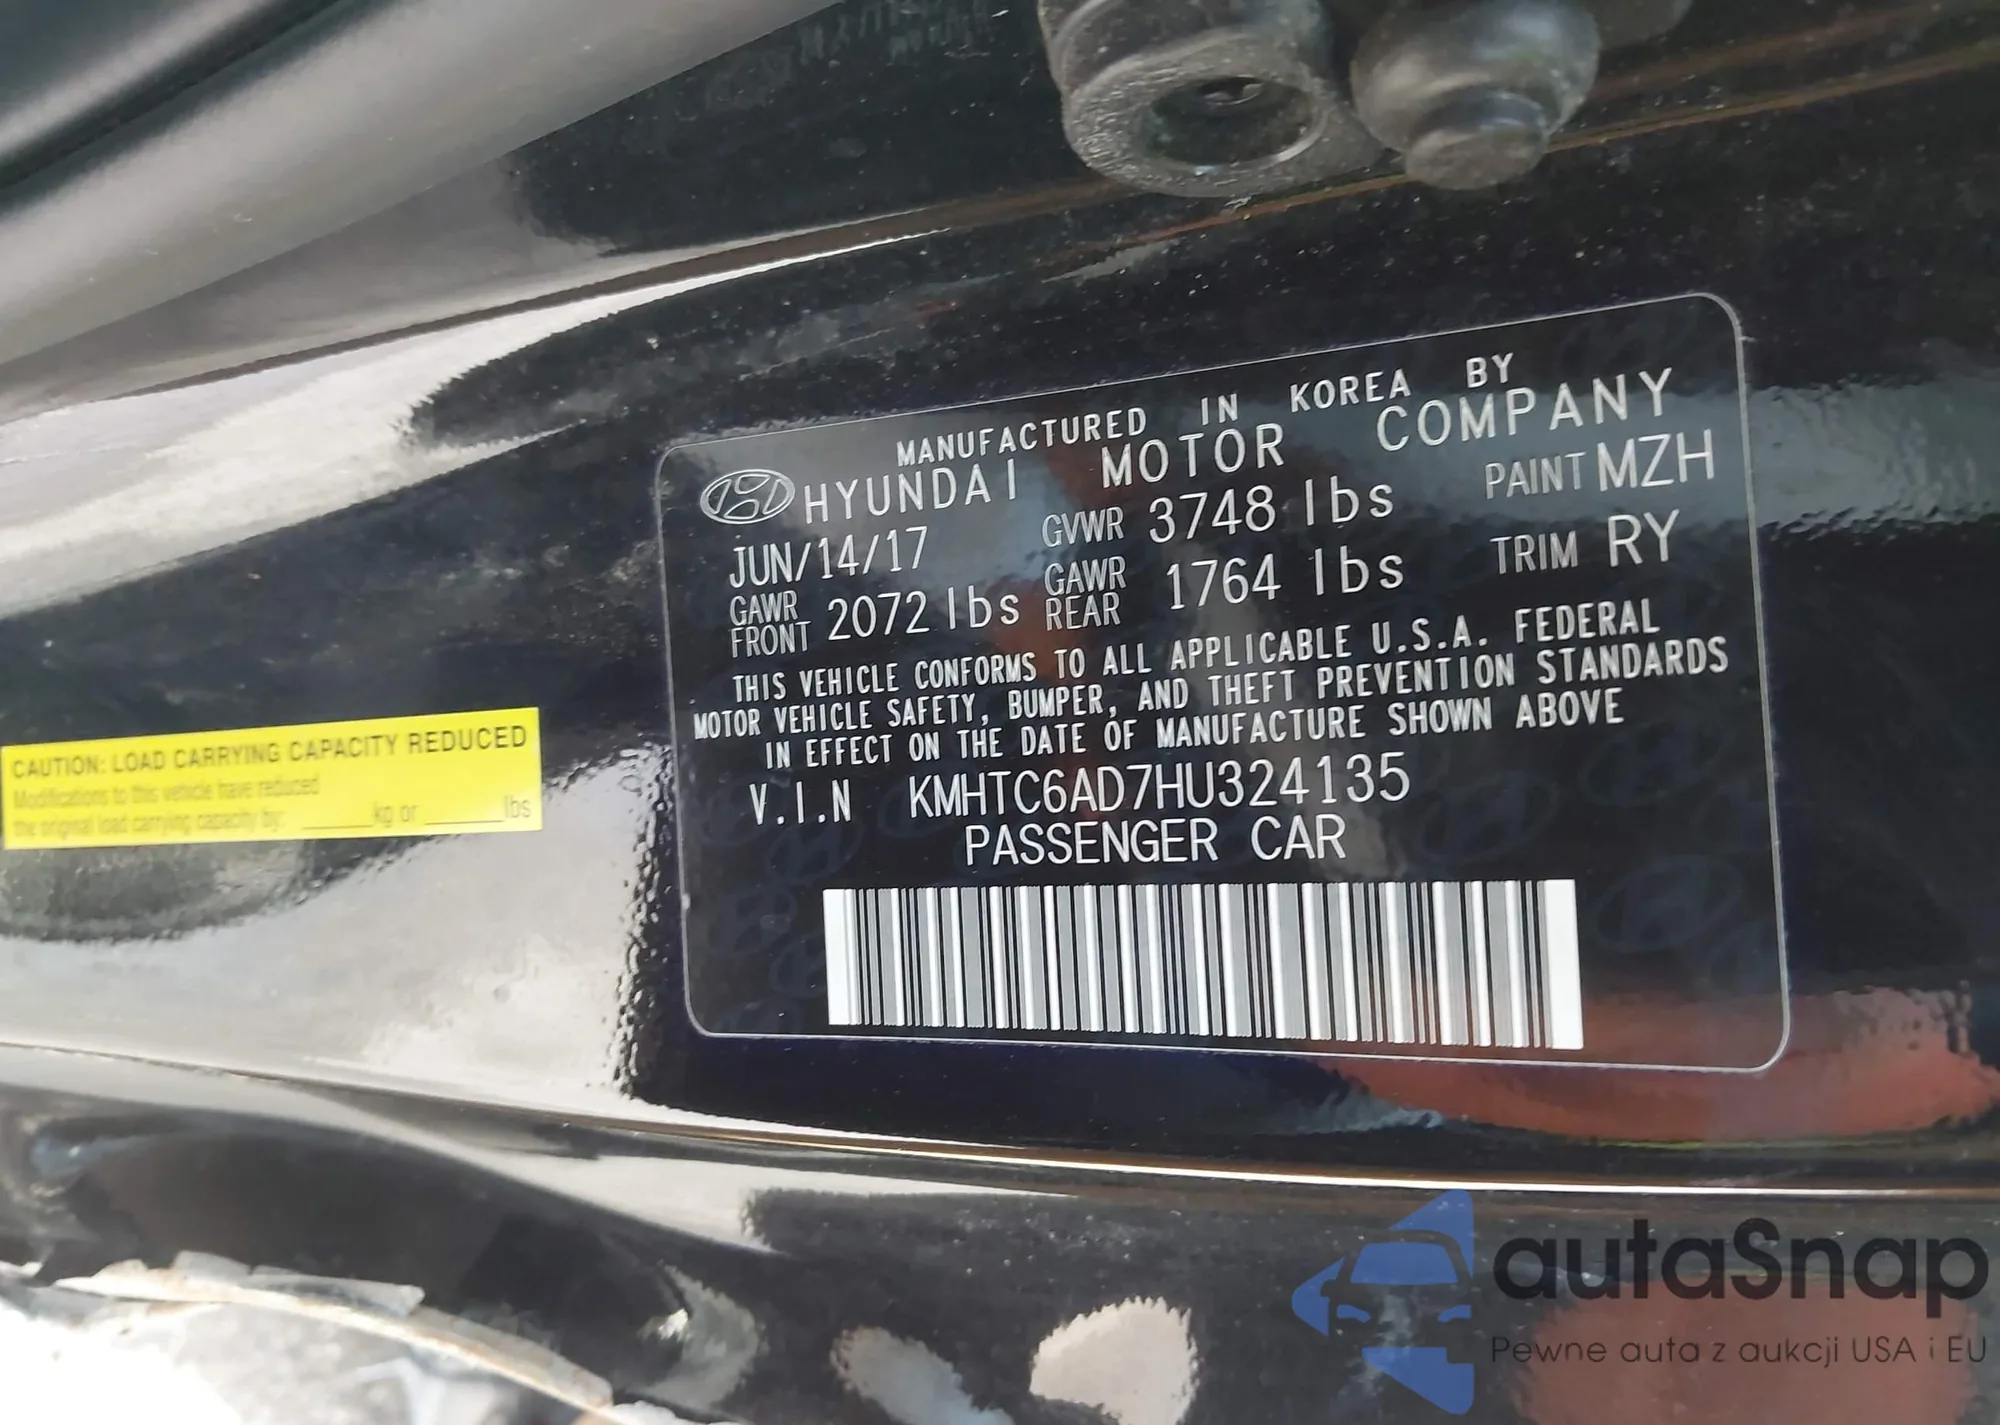 MANUFACTURED IN KOREA BY
HYUNDAI MOTOR COMPANY
JUN/14/17 GVWR 3748 lbs PAINT MZH
GAWR FRONT 2072 lbs GAWR REAR 1764 lbs TRIM RY
THIS VEHICLE CONFORMS TO ALL APPLICABLE U.S.A. FEDERAL
MOTOR VEHICLE SAFETY, BUMPER, AND THEFT PREVENTION STANDARDS
IN EFFECT ON THE DATE OF MANUFACTURE SHOWN ABOVE
V.I.N KMHTC6AD7HU324135
PASSENGER CAR
CAUTION: LOAD CARRYING CAPACITY REDUCED
Modifications to this vehicle have reduced
the original load carrying capacity by: ______kg or ______lbs
autaSnap
Pewne auta z aukcji USA i EU